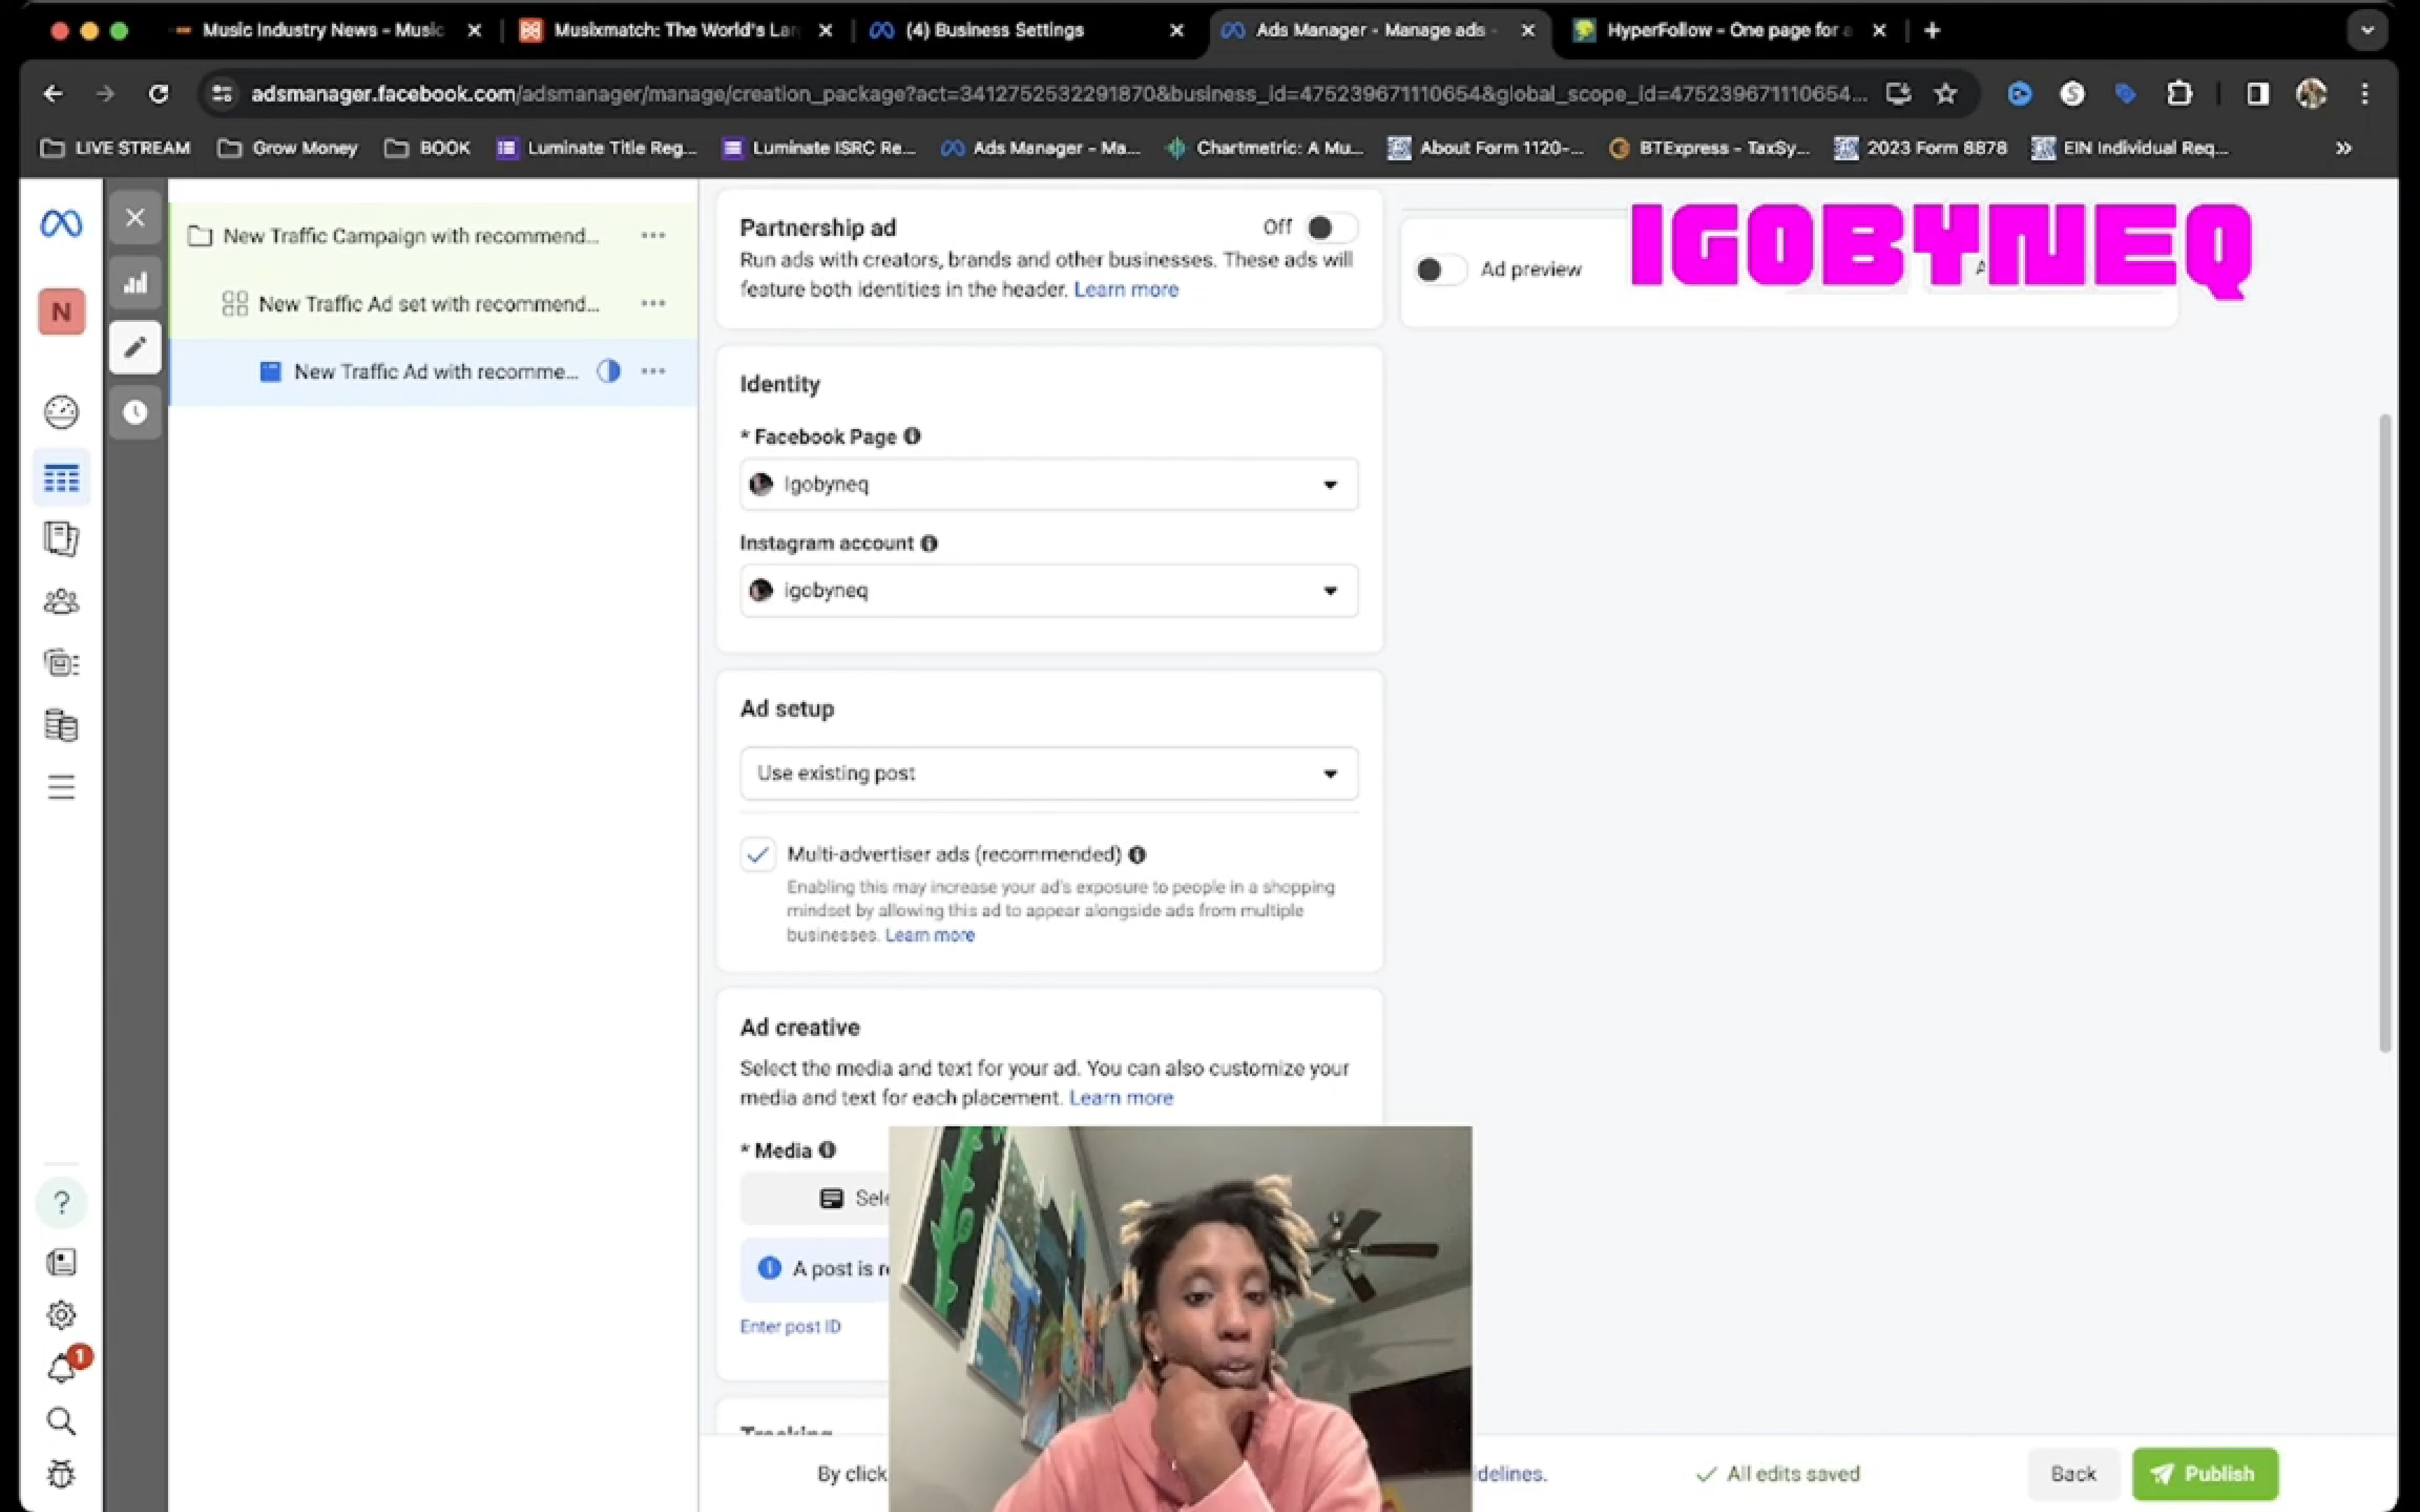 Music Industry News - Music
Musixmatch: The World's Lar
(4) Business Settings
Ads Manager - Manage ads -
HyperFollow - One page for a
adsmanager.facebook.com/adsmanager/manage/creation_package?act=3412752532291870&business_id=475239671110654&global_scope_id=475239671110654...
LIVE STREAM
Grow Money
BOOK
Luminate Title Reg...
Luminate ISRC Re...
Ads Manager - Ma...
Chartmetric: A Mu...
About Form 1120-...
BTExpress - TaxSy...
2023 Form 8878
EIN Individual Req...
N
New Traffic Campaign with recommend...
New Traffic Ad set with recommend...
New Traffic Ad with recomme...
Partnership ad
Off
Run ads with creators, brands and other businesses. These ads will
feature both identities in the header. Learn more
Ad preview
IGOBYNEQ
Identity
* Facebook Page
Igobyneq
Instagram account
igobyneq
Ad setup
Use existing post
Multi-advertiser ads (recommended)
Enabling this may increase your ad's exposure to people in a shopping
mindset by allowing this ad to appear alongside ads from multiple
businesses. Learn more
Ad creative
Select the media and text for your ad. You can also customize your
media and text for each placement. Learn more
* Media
Sele
A post is re
Enter post ID
Tracking
1
By click
delines.
All edits saved
Back
Publish